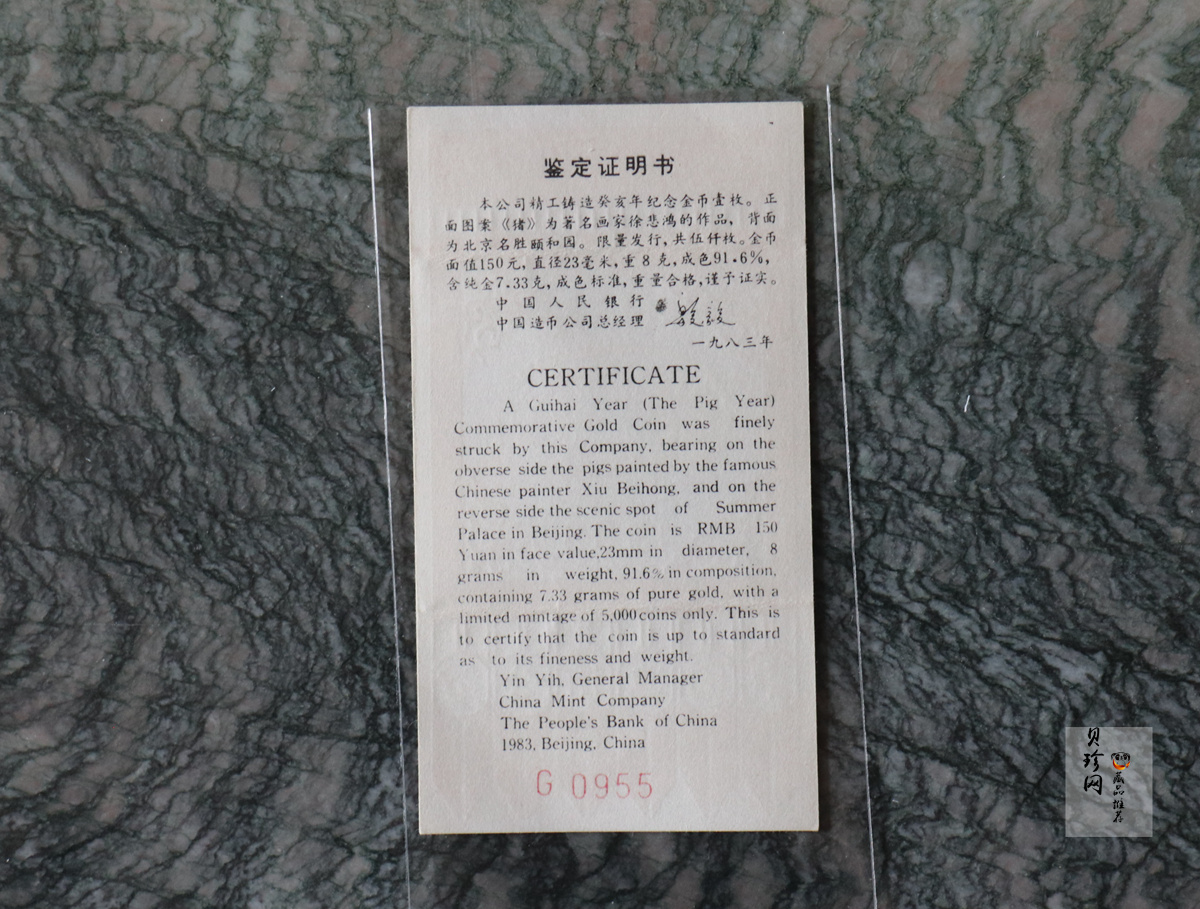 鉴定证明书
本公司精工铸造癸亥年纪念金币壹枚。正
面图案《猪》为著名画家徐悲鸿的作品，背面
为北京名胜颐和园。限量发行，共伍仟枚。金币
面值150元，直径23毫米，重8克，成色91.6%，
含纯金7.33克，成色标准，重量合格，谨予证实。
中国人民银行
中国造币公司总经理
一九八三年
CERTIFICATE
A Guihai Year (The Pig Year)
Commemorative Gold Coin was finely
struck by this Company, bearing on the
obverse side the pigs painted by the famous
Chinese painter Xiu Beihong, and on the
reverse side the scenic spot of Summer
Palace in Beijing. The coin is RMB 150
Yuan in face value,23mm in diameter, 8
grams in weight, 91.6% in composition,
containing 7.33 grams of pure gold, with a
limited mintage of 5,000 coins only. This is
to certify that the coin is up to standard
as to its fineness and weight.
Yin Yih, General Manager
China Mint Company
The People's Bank of China
1983, Beijing, China
G 0955
贝珍网
藏品推荐